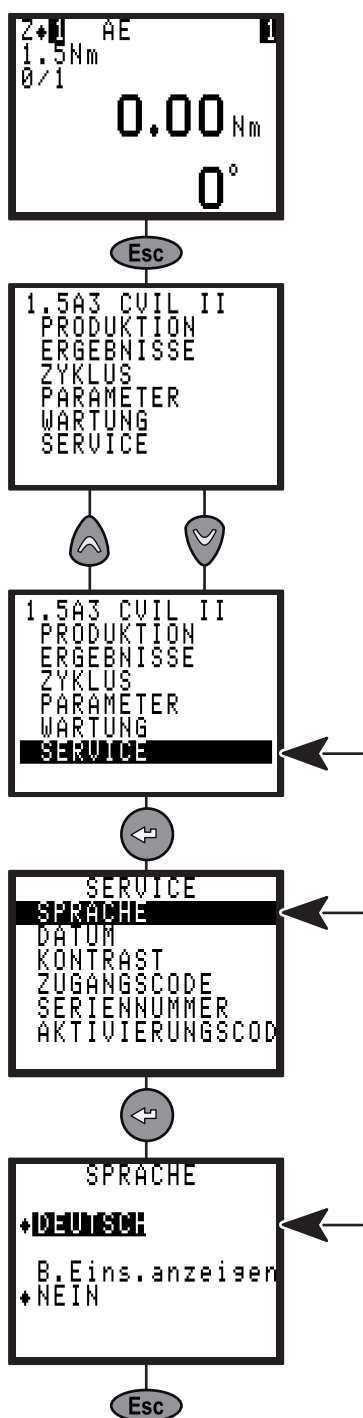 Z♦1 AE 1
1.5Nm
0/1
0.00 Nm
0°
Esc
1.5A3 CVIL II
PRODUKTION
ERGEBNISSE
ZYKLUS
PARAMETER
WARTUNG
SERVICE
1.5A3 CVIL II
PRODUKTION
ERGEBNISSE
ZYKLUS
PARAMETER
WARTUNG
SERVICE
SERVICE
SPRACHE
DATUM
KONTRAST
ZUGANGSCODE
SERIENNUMMER
AKTIVIERUNGSCOD
SPRACHE
♦DEUTSCH
B.Eins.anzeigen
♦NEIN
Esc